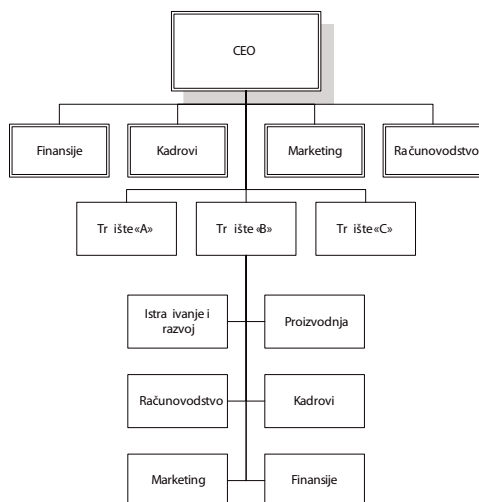 CEO
Finansije
Kadrovi
Marketing
Računovodstvo
Tr ište «A»
Tr ište «B»
Tr ište «C»
Istra ivanje i
razvoj
Proizvodnja
Računovodstvo
Kadrovi
Marketing
Finansije